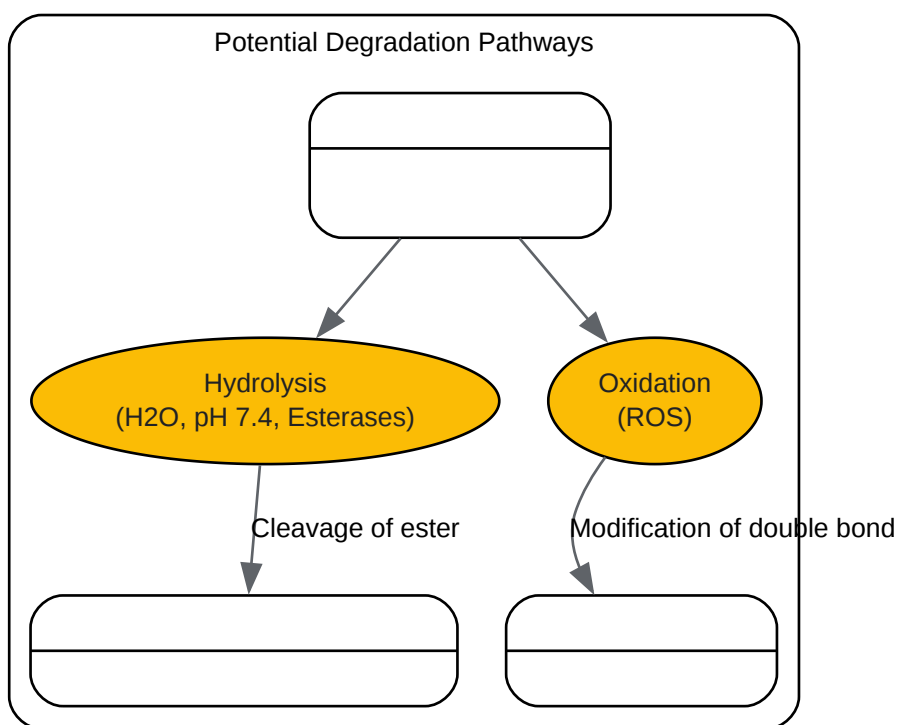 Potential Degradation Pathways
Hydrolysis
(H2O, pH 7.4, Esterases)
Oxidation
(ROS)
Cleavage of ester
Modification of double bond